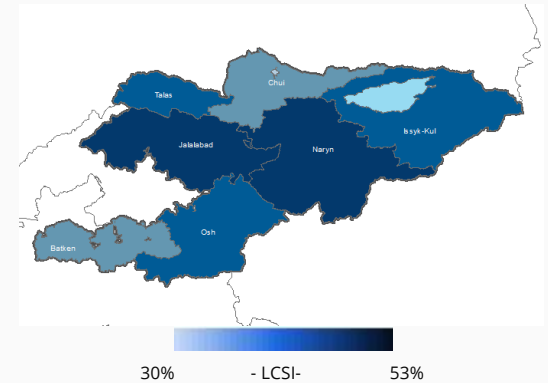 Chui
Talas
Issyk-Kul
Jalalabad
Naryn
Osh
Batken
30% - LCSI- 53%